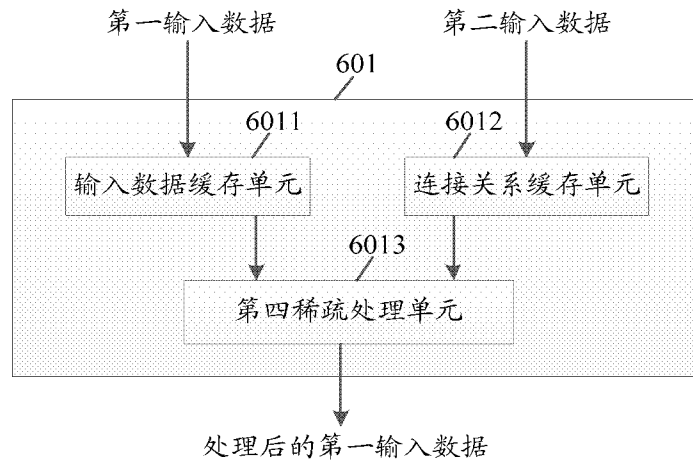 第一输入数据 第二输入数据
601
6011 6012
输入数据缓存单元 连接关系缓存单元
6013
第四稀疏处理单元
处理后的第一输入数据